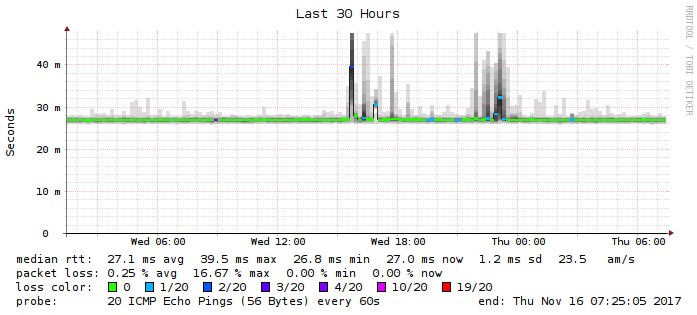 Last 30 Hours
RRDTOOL / TOBI OETIKER
Seconds
40 m
30 m
20 m
10 m
0
Wed 06:00 Wed 12:00 Wed 18:00 Thu 00:00 Thu 06:00
median rtt: 27.1 ms avg 39.5 ms max 26.8 ms min 27.0 ms now 1.2 ms sd 23.5 am/s
packet loss: 0.25 % avg 16.67 % max 0.00 % min 0.00 % now
loss color: 0 1/20 2/20 3/20 4/20 10/20 19/20
probe: 20 ICMP Echo Pings (56 Bytes) every 60s end: Thu Nov 16 07:25:05 2017